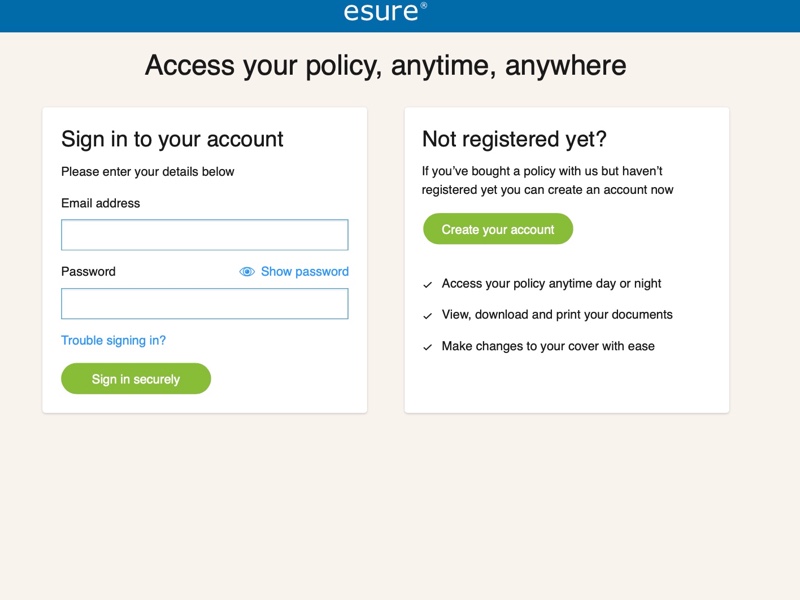 esure®
Access your policy, anytime, anywhere
Sign in to your account
Please enter your details below
Email address
Password
Show password
Trouble signing in?
Sign in securely
Not registered yet?
If you’ve bought a policy with us but haven’t
registered yet you can create an account now
Create your account
Access your policy anytime day or night
View, download and print your documents
Make changes to your cover with ease